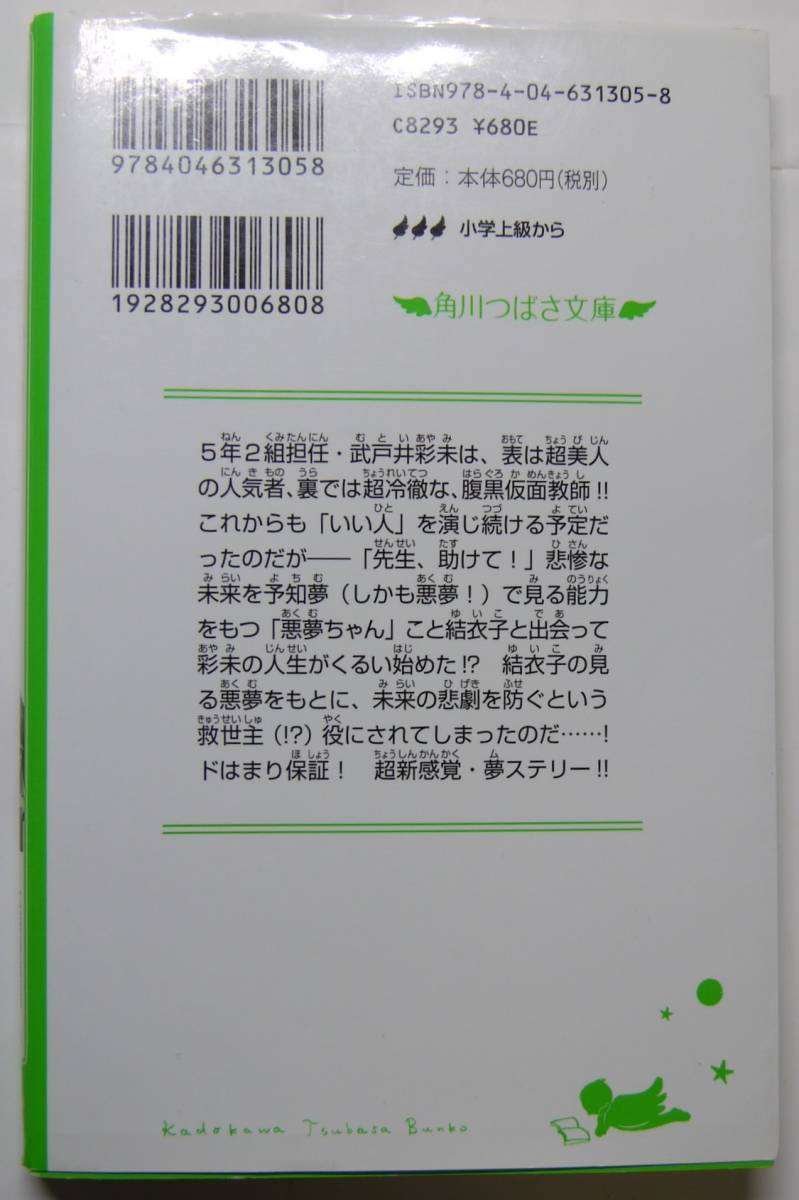 ISBN978-4-04-631305-8
C8293 ¥680E
9784046313058
定価：本体680円(税別)
小学上級から
1928293006808
角川つばさ文庫
５年２組担任・武戸井彩未は、表は超美人
の人気者、裏では超冷徹な、腹黒仮面教師!!
これからも「いい人」を演じ続ける予定だ
ったのだが――「先生、助けて！」悲惨な
未来を予知夢（しかも悪夢！）で見る能力
をもつ「悪夢ちゃん」こと結衣子と出会って
彩未の人生がくるい始めた!?　結衣子の見
る悪夢をもとに、未来の悲劇を防ぐという
救世主（!?）役にされてしまったのだ……！
ドはまり保証！　超新感覚・夢ステリー!!
Kadokawa Tsubasa Bunko